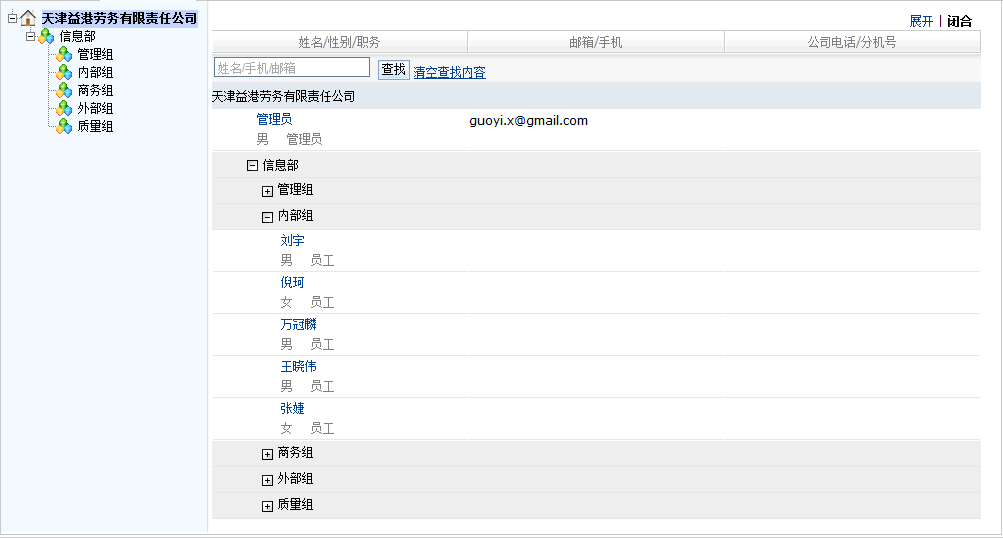 天津益港劳务有限责任公司
信息部
管理组
内部组
商务组
外部组
质量组
展开 | 闭合
姓名/性别/职务 邮箱/手机 公司电话/分机号
姓名/手机/邮箱 查找 清空查找内容
天津益港劳务有限责任公司
管理员 guoyi.x@gmail.com
男 管理员
信息部
管理组
内部组
刘宇
男 员工
倪珂
女 员工
万冠麟
男 员工
王晓伟
男 员工
张婕
女 员工
商务组
外部组
质量组